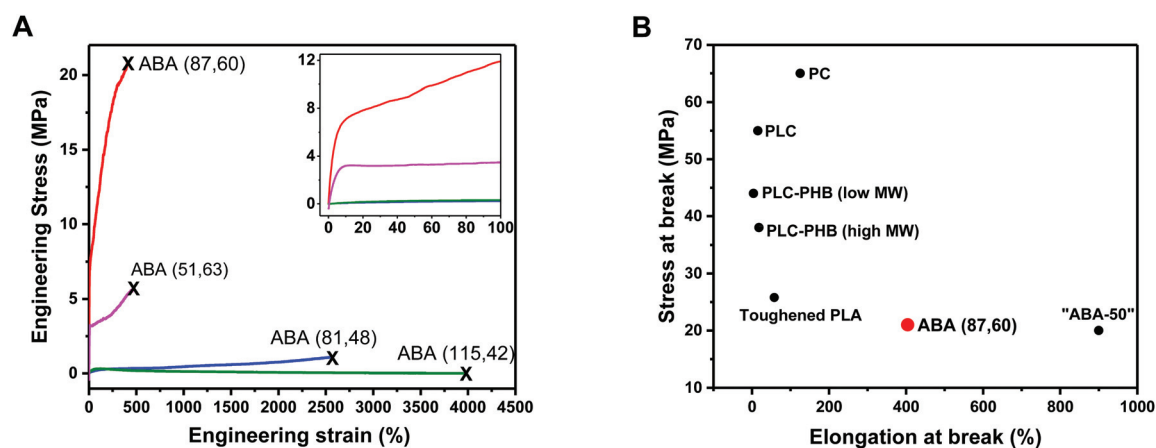 A
Engineering Stress (MPa)
20
15
10
5
0
ABA (87,60)
ABA (51,63)
ABA (81,48)
ABA (115,42)
X
X
X
X
12
8
4
0
0 20 40 60 80 100
0 500 1000 1500 2000 2500 3000 3500 4000 4500
Engineering strain (%)
B
Stress at break (MPa)
70
60
50
40
30
20
10
PC
PLC
PLC-PHB (low MW)
PLC-PHB (high MW)
Toughened PLA
ABA (87,60)
"ABA-50"
0 200 400 600 800 1000
Elongation at break (%)